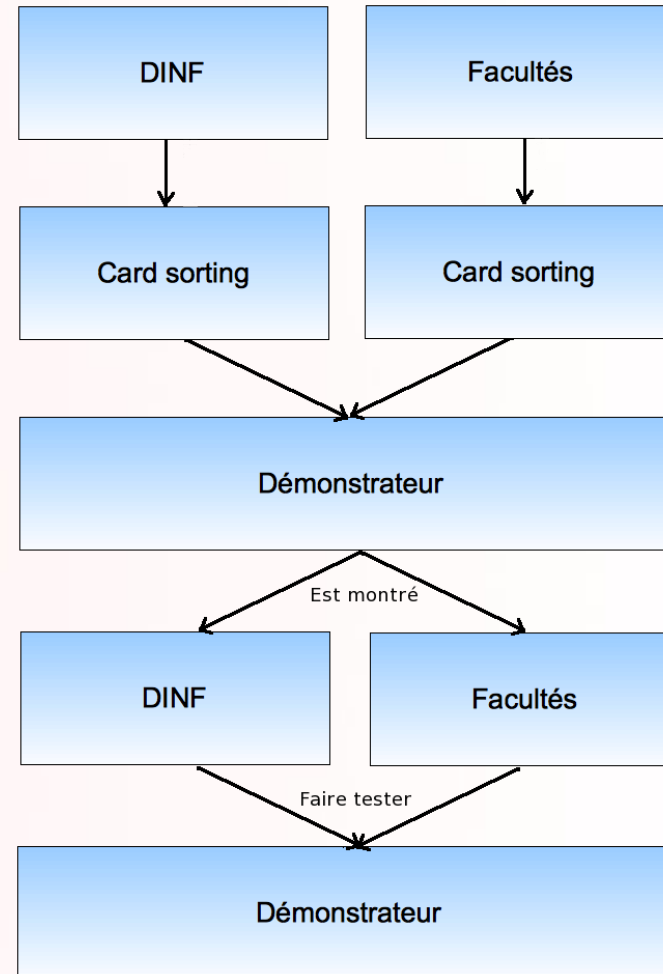 DINF
Facultés
Card sorting
Card sorting
Démonstrateur
Est montré
DINF
Facultés
Faire tester
Démonstrateur